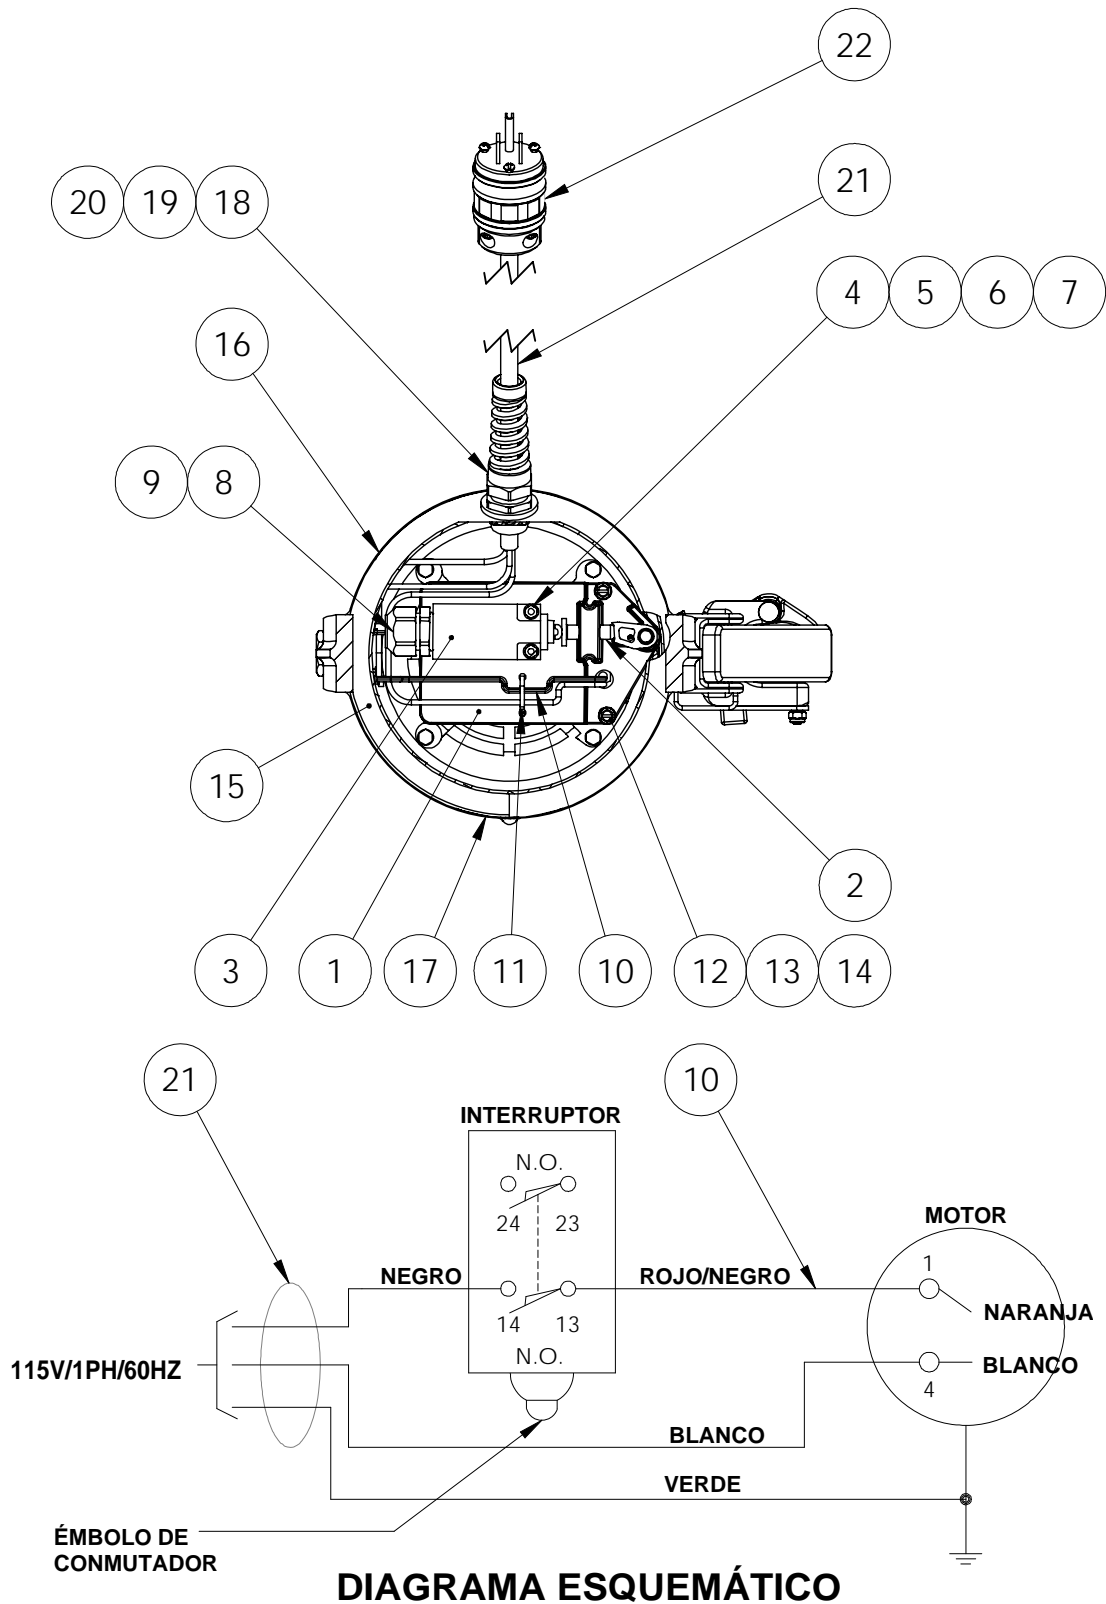 22
21
20 19 18
4 5 6 7
16
9 8
15
2
3 1 17 11 10 12 13 14
21
10
INTERRUPTOR
N.O.
24 23
MOTOR
1
NEGRO
ROJO/NEGRO
NARANJA
14 13
N.O.
115V/1PH/60HZ
BLANCO
4
BLANCO
VERDE
ÉMBOLO DE
CONMUTADOR
DIAGRAMA ESQUEMÁTICO